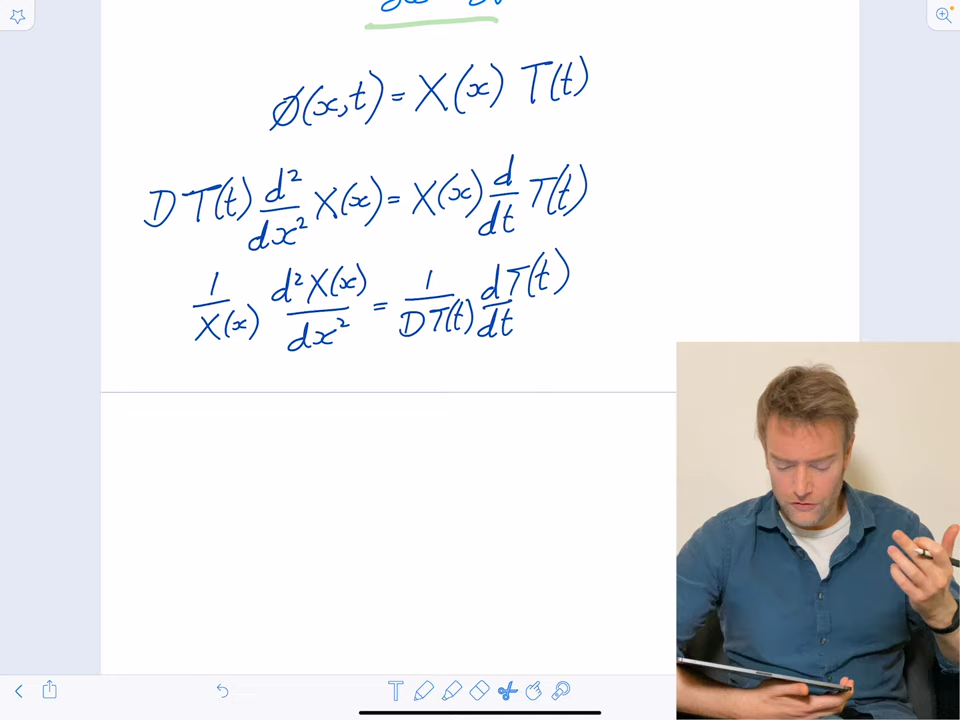 ∅(x,t) = X(x) T(t)
D T(t) d²/dx² X(x) = X(x) d/dt T(t)
1/X(x) d²X(x)/dx² = 1/DT(t) dT(t)/dt
T